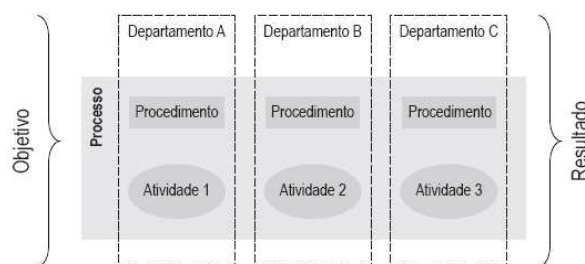 Departamento A
Departamento B
Departamento C
Objetivo
Processo
Procedimento
Procedimento
Procedimento
Atividade 1
Atividade 2
Atividade 3
Resultado